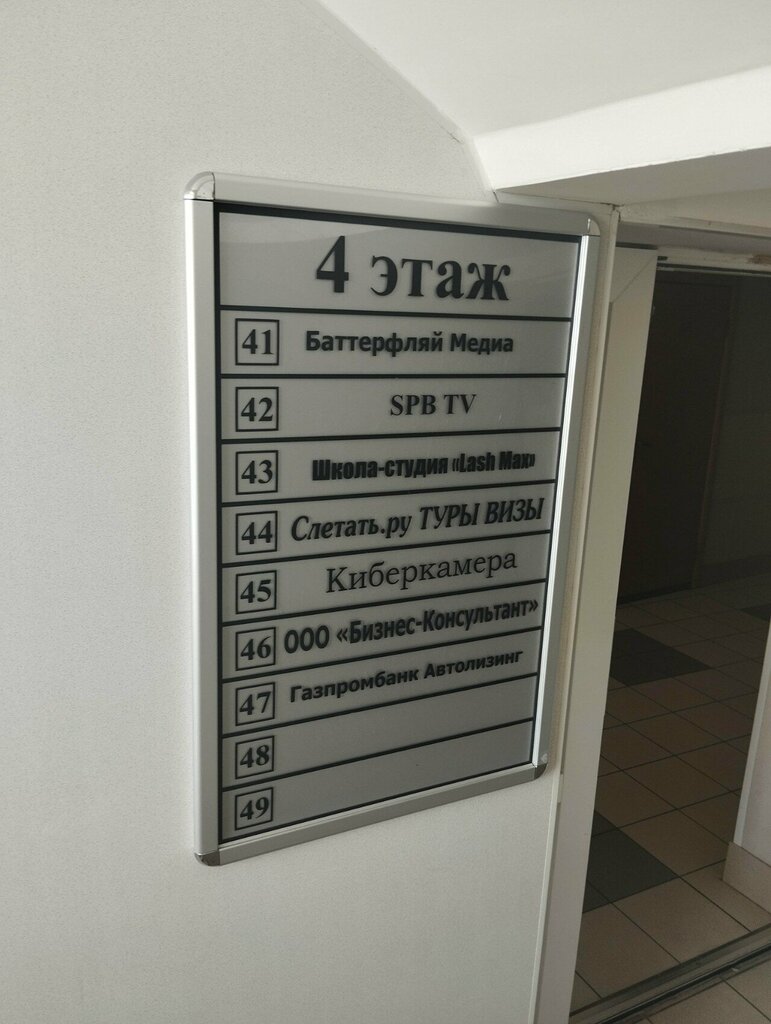 4 этаж
41 Баттерфляй Медиа
42 SPB TV
43 Школа-студия «Lash Max»
44 Слетать.ру ТУРЫ ВИЗЫ
45 Киберкамера
46 ООО «Бизнес-Консультант»
47 Газпромбанк Автолизинг
48
49